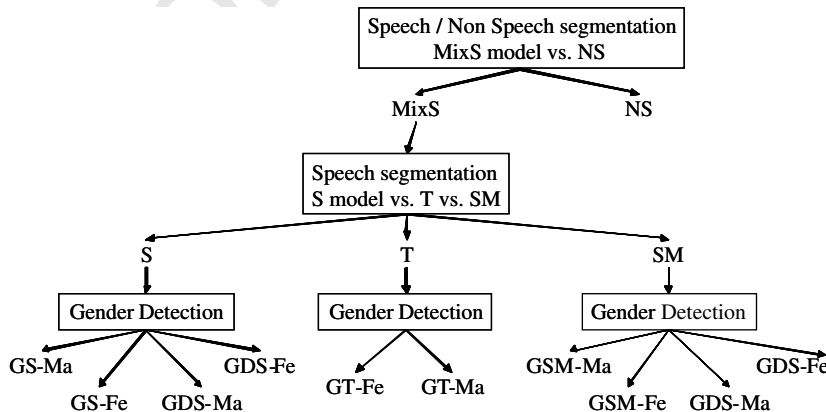 Speech / Non Speech segmentation
MixS model vs. NS
MixS
NS
Speech segmentation
S model vs. T vs. SM
S
T
SM
Gender Detection
Gender Detection
Gender Detection
GS-Ma
GDS-Fe
GS-Fe
GDS-Ma
GT-Fe
GT-Ma
GSM-Ma
GDS-Fe
GSM-Fe
GDS-Ma